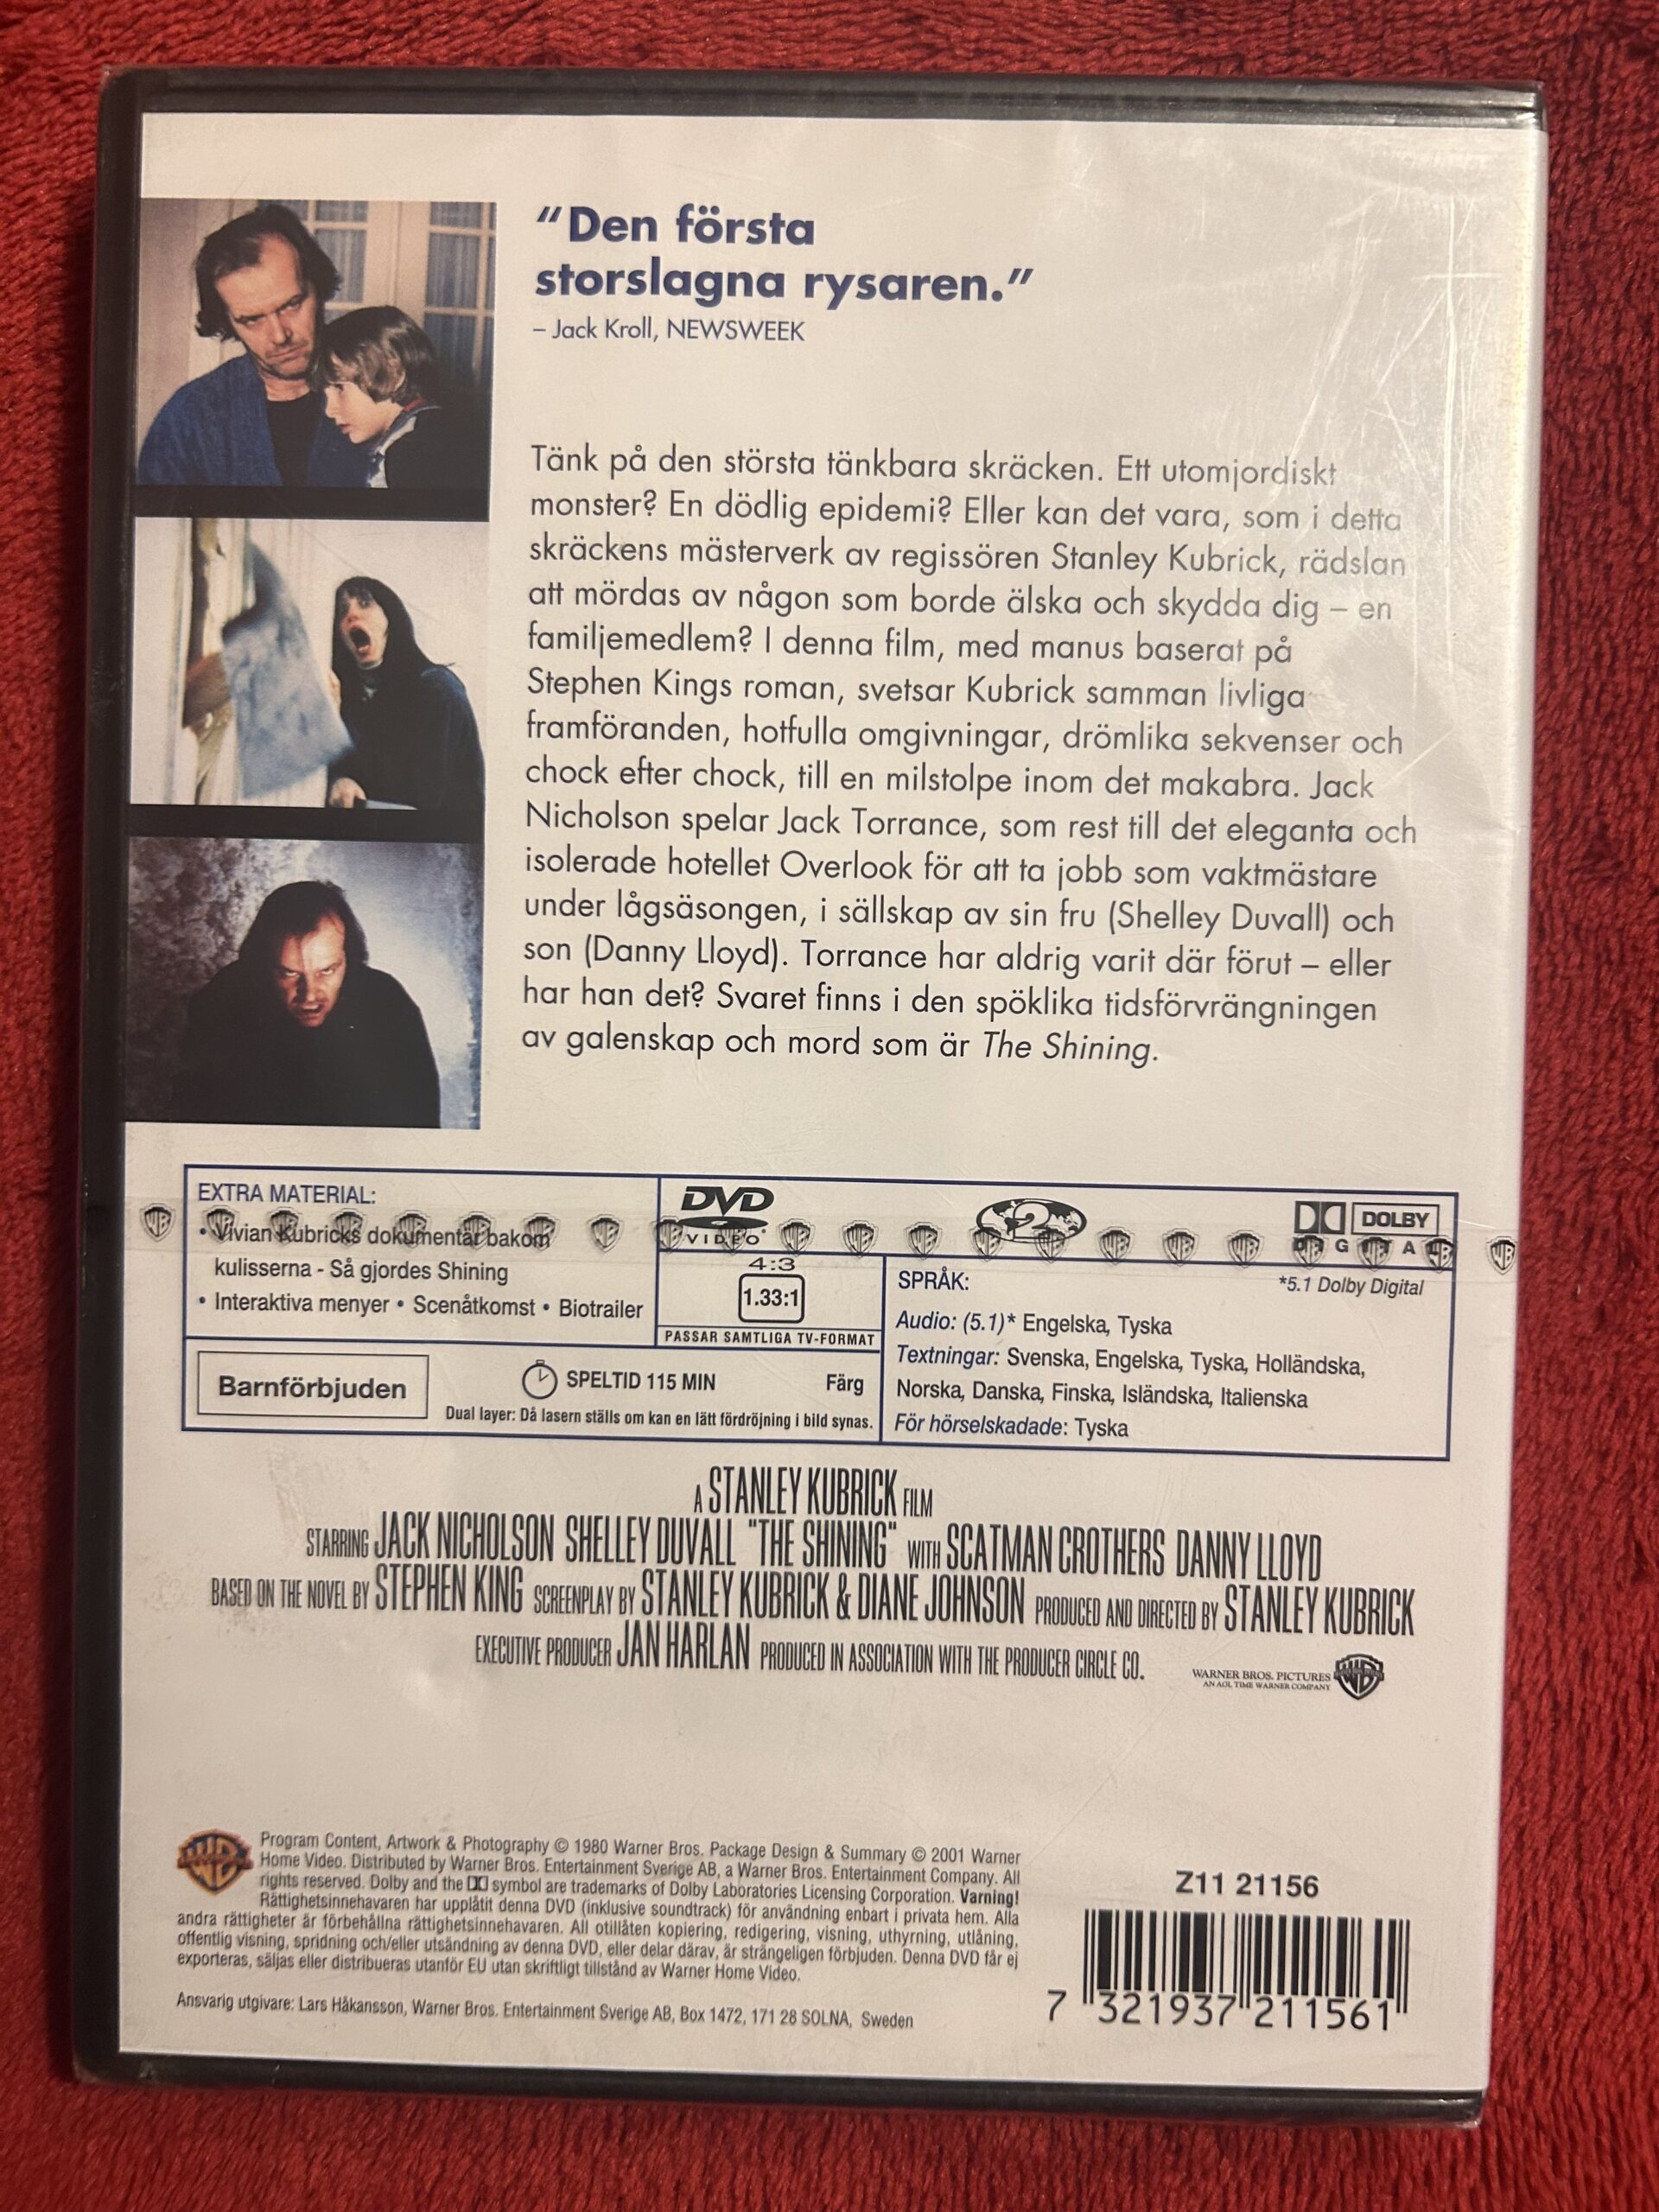 “Den första
storslagna rysaren.”
– Jack Kroll, NEWSWEEK
Tänk på den största tänkbara skräcken. Ett utomjordiskt
monster? En dödlig epidemi? Eller kan det vara, som i detta
skräckens mästerverk av regissören Stanley Kubrick, rädslan
att mördas av någon som borde älska och skydda dig – en
familjemedlem? I denna film, med manus baserat på
Stephen Kings roman, svetsar Kubrick samman livliga
framföranden, hotfulla omgivningar, drömlika sekvenser och
chock efter chock, till en milstolpe inom det makabra. Jack
Nicholson spelar Jack Torrance, som rest till det eleganta och
isolerade hotellet Overlook för att ta jobb som vaktmästare
under lågsäsongen, i sällskap av sin fru (Shelley Duvall) och
son (Danny Lloyd). Torrance har aldrig varit där förut – eller
har han det? Svaret finns i den spöklika tidsförvrängningen
av galenskap och mord som är The Shining.
EXTRA MATERIAL:
• Vivian Kubricks dokumentär bakom
kulisserna - Så gjordes Shining
• Interaktiva menyer • Scenåtkomst • Biotrailer
DVD
VIDEO
2
DOLBY
DIGITAL
4:3
1.33:1
PASSAR SAMTLIGA TV-FORMAT
Barnförbjuden
SPELTID 115 MIN
Färg
Dual layer: Då lasern ställs om kan en lätt fördröjning i bild synas.
SPRÅK:
*5.1 Dolby Digital
Audio: (5.1)* Engelska, Tyska
Textningar: Svenska, Engelska, Tyska, Holländska,
Norska, Danska, Finska, Isländska, Italienska
För hörselskadade: Tyska
A STANLEY KUBRICK FILM
STARRING JACK NICHOLSON SHELLEY DUVALL "THE SHINING" WITH SCATMAN CROTHERS DANNY LLOYD
BASED ON THE NOVEL BY STEPHEN KING SCREENPLAY BY STANLEY KUBRICK & DIANE JOHNSON PRODUCED AND DIRECTED BY STANLEY KUBRICK
EXECUTIVE PRODUCER JAN HARLAN PRODUCED IN ASSOCIATION WITH THE PRODUCER CIRCLE CO.
WARNER BROS. PICTURES
AN AOL TIME WARNER COMPANY
Program Content, Artwork & Photography © 1980 Warner Bros. Package Design & Summary © 2001 Warner
Home Video. Distributed by Warner Bros. Entertainment Sverige AB, a Warner Bros. Entertainment Company. All
rights reserved. Dolby and the DD symbol are trademarks of Dolby Laboratories Licensing Corporation. Varning!
Rättighetsinnehavaren har upplåtit denna DVD (inklusive soundtrack) för användning enbart i privata hem. Alla
andra rättigheter är förbehållna rättighetsinnehavaren. All otillåten kopiering, redigering, visning, uthyrning, utlåning,
offentlig visning, spridning och/eller utsändning av denna DVD, eller delar därav, är strängeligen förbjuden. Denna DVD får ej
exporteras, säljas eller distribueras utanför EU utan skriftligt tillstånd av Warner Home Video.
Ansvarig utgivare: Lars Håkansson, Warner Bros. Entertainment Sverige AB, Box 1472, 171 28 SOLNA, Sweden
Z11 21156
7 321937 211561